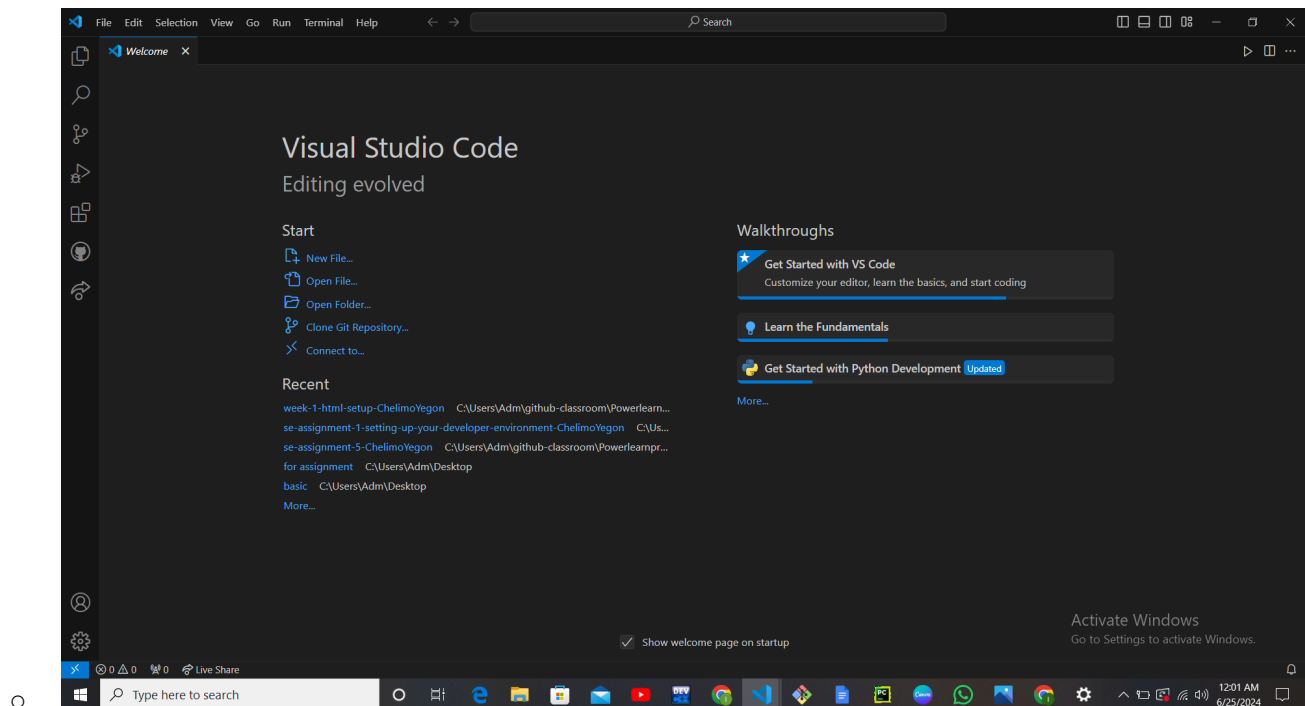 File Edit Selection View Go Run Terminal Help
Search
Welcome
Visual Studio Code
Editing evolved
Start
New File...
Open File...
Open Folder...
Clone Git Repository...
Connect to...
Recent
week-1-html-setup-ChelimoYegon C:\Users\Adm\github-classroom\Powerlearn...
se-assignment-1-setting-up-your-developer-environment-ChelimoYegon C:\Us...
se-assignment-5-ChelimoYegon C:\Users\Adm\github-classroom\Powerlearnpr...
for assignment C:\Users\Adm\Desktop
basic C:\Users\Adm\Desktop
More...
Walkthroughs
Get Started with VS Code
Customize your editor, learn the basics, and start coding
Learn the Fundamentals
Get Started with Python Development Updated
More...
Show welcome page on startup
Activate Windows
Go to Settings to activate Windows.
0 0 0 Live Share
Type here to search
DEV
PC
Canva
12:01 AM
6/25/2024